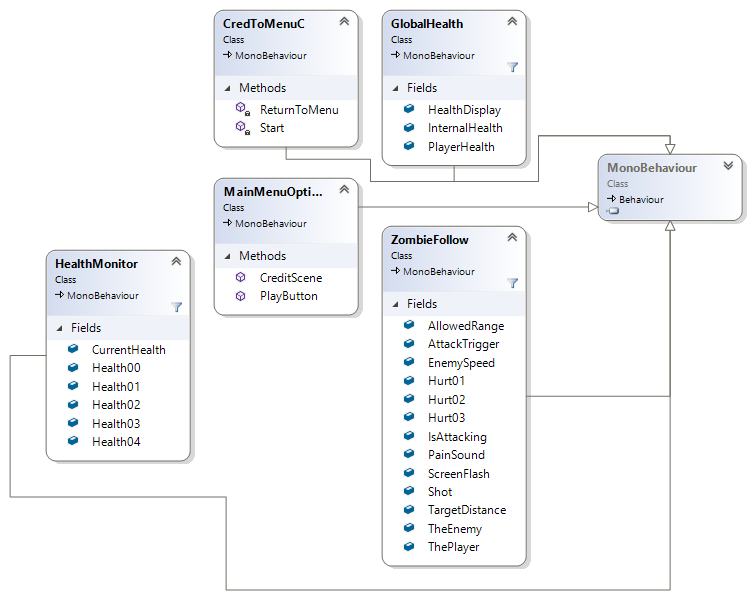 CredToMenuC
Class
MonoBehaviour
Methods
ReturnToMenu
Start
GlobalHealth
Class
MonoBehaviour
Fields
HealthDisplay
InternalHealth
PlayerHealth
MonoBehaviour
Class
Behaviour
MainMenuOpti...
Class
MonoBehaviour
Methods
CreditScene
PlayButton
ZombieFollow
Class
MonoBehaviour
Fields
AllowedRange
AttackTrigger
EnemySpeed
Hurt01
Hurt02
Hurt03
IsAttacking
PainSound
ScreenFlash
Shot
TargetDistance
TheEnemy
ThePlayer
HealthMonitor
Class
MonoBehaviour
Fields
CurrentHealth
Health00
Health01
Health02
Health03
Health04